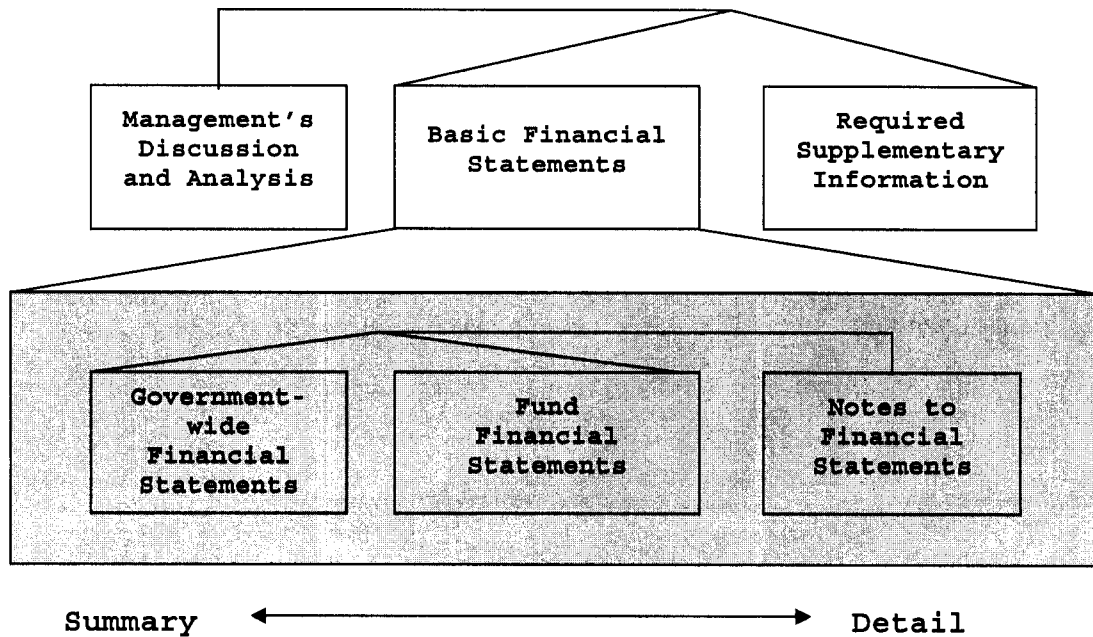 Management's
Discussion
and Analysis
Basic Financial
Statements
Required
Supplementary
Information
Government-
wide
Financial
Statements
Fund
Financial
Statements
Notes to
Financial
Statements
Summary
Detail